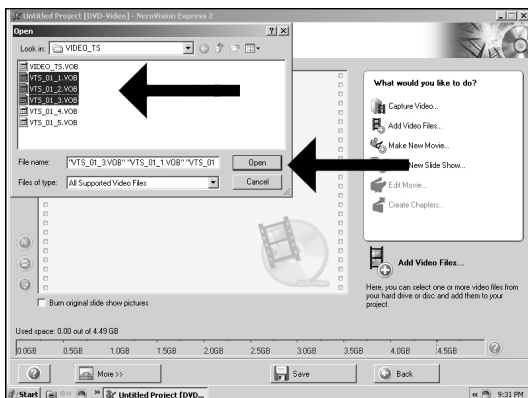 Untitled Project [DVD-Video] - NeroVision Express 2
Open
Look in: VIDEO_TS
VIDEO_TS.VOB
VTS_01_1.VOB
VTS_01_2.VOB
VTS_01_3.VOB
VTS_01_4.VOB
VTS_01_5.VOB
File name: "VTS_01_3.VOB" "VTS_01_1.VOB" "VTS_01
Open
Files of type: All Supported Video Files
Cancel
What would you like to do?
Capture Video...
Add Video Files...
Make New Movie...
New Slide Show...
Edit Movie...
Create Chapters...
DVD-Video
Add Video Files...
Here, you can select one or more video files from
your hard drive or disc and add them to your
project.
Burn original slide show pictures
Used space: 0.00 out of 4.49 GB
0.0GB 0.5GB 1.0GB 1.5GB 2.0GB 2.5GB 3.0GB 3.5GB 4.0GB 4.5GB
More >>
Save
Back
Start
Untitled Project [DVD...
9:31 PM